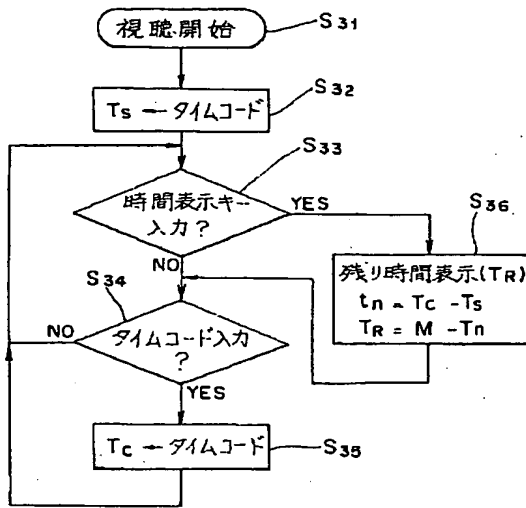 視聴開始
S31
Ts ← タイムコード
S32
S33
時間表示キー
入力?
YES
NO
S36
残り時間表示(TR)
tn = Tc - Ts
TR = M - Tn
S34
タイムコード入力
?
NO
YES
Tc ← タイムコード
S35